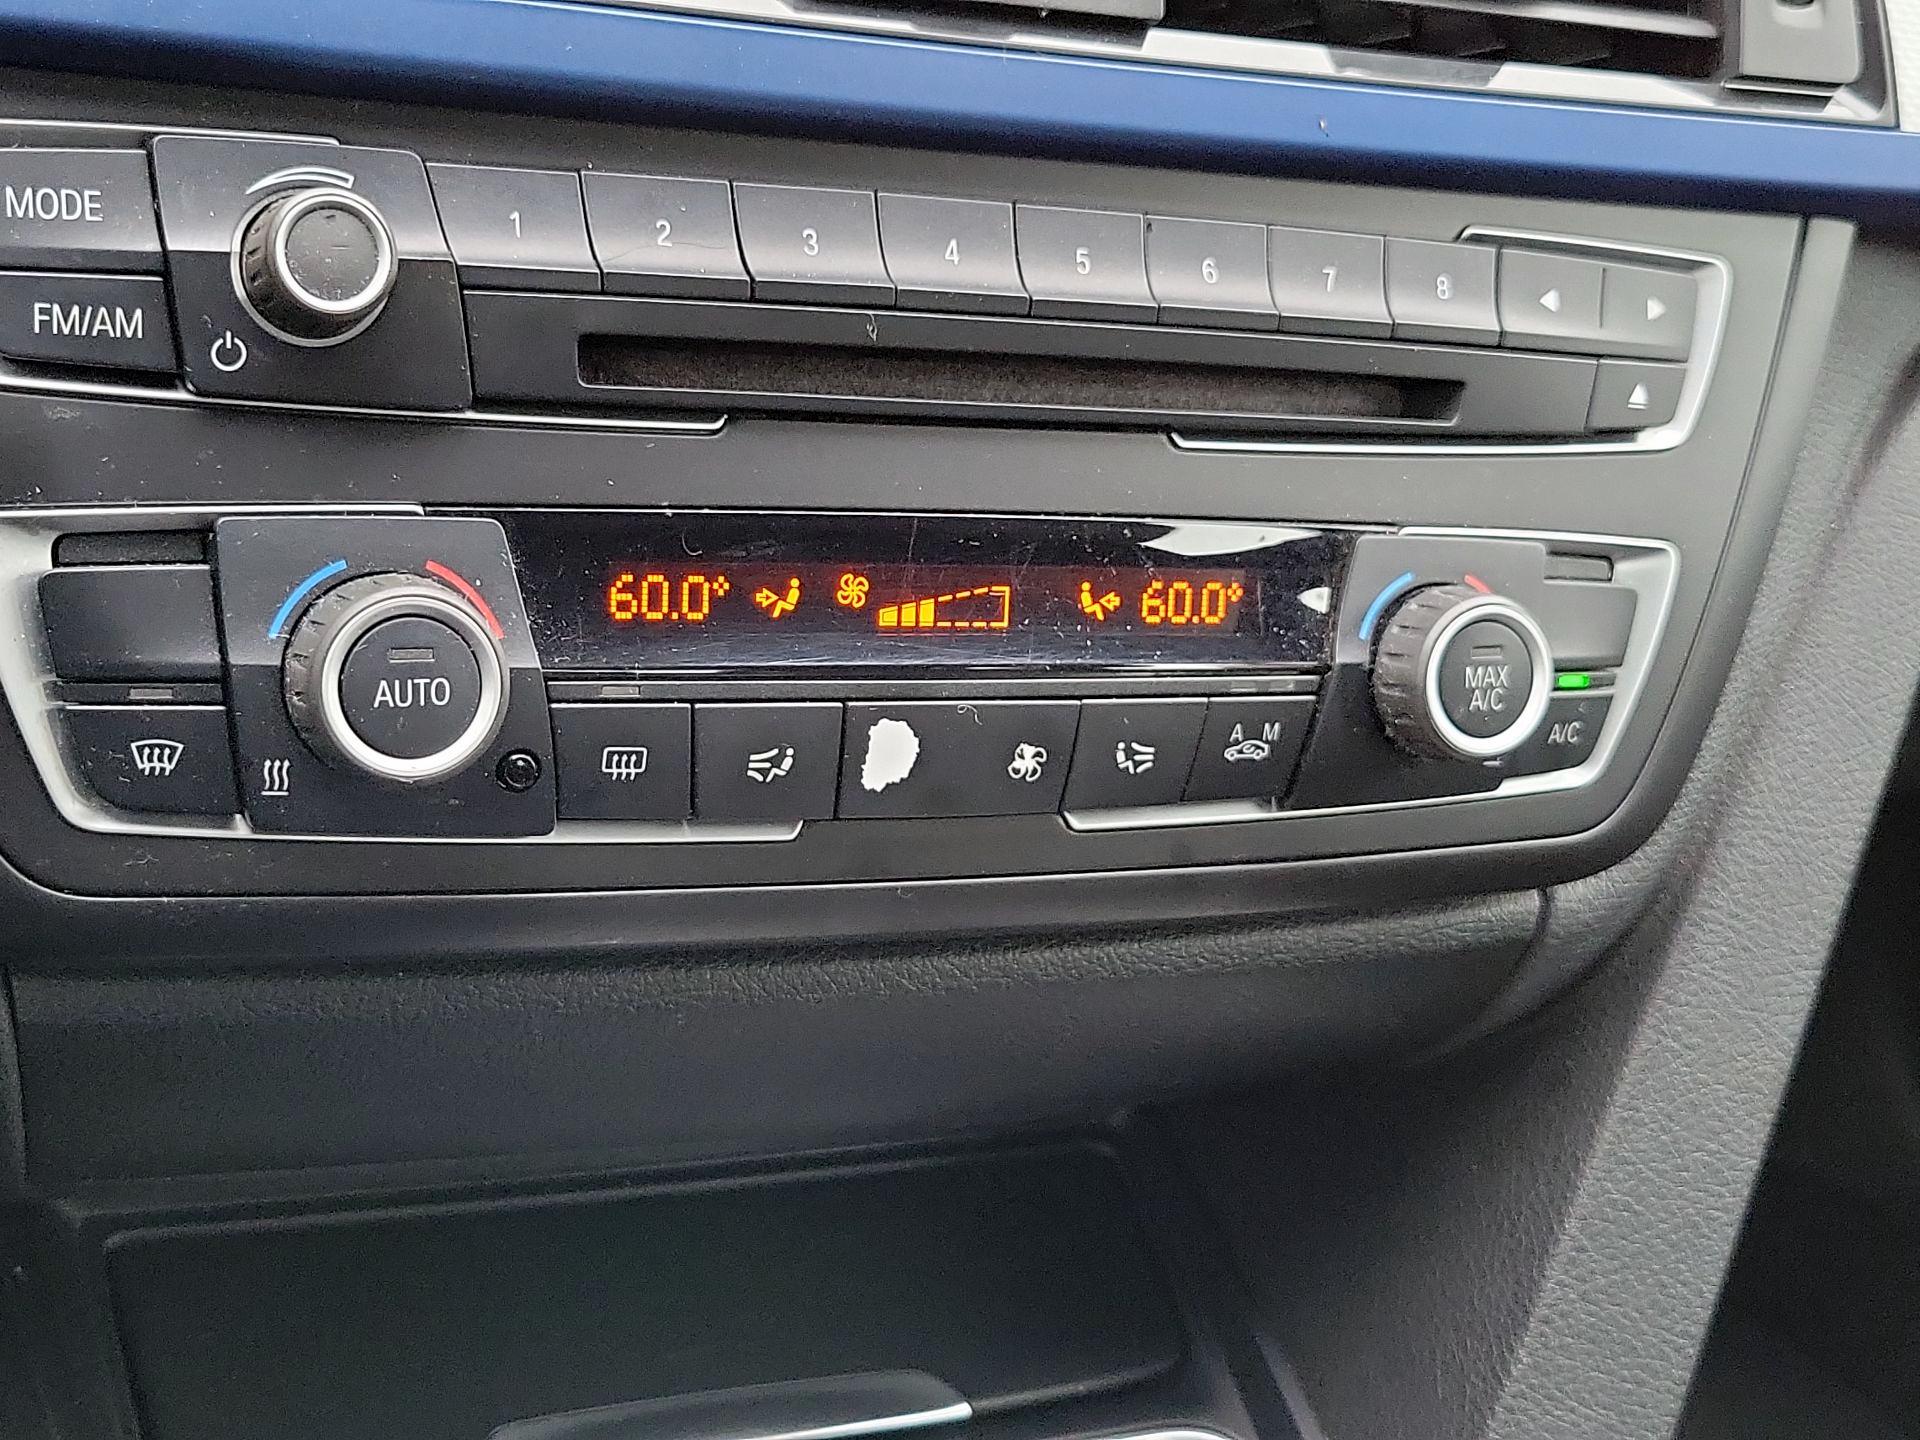 MODE
1 2 3 4 5 6 7 8
FM/AM
60.0° 60.0°
AUTO
MAX
A/C
A M
A/C